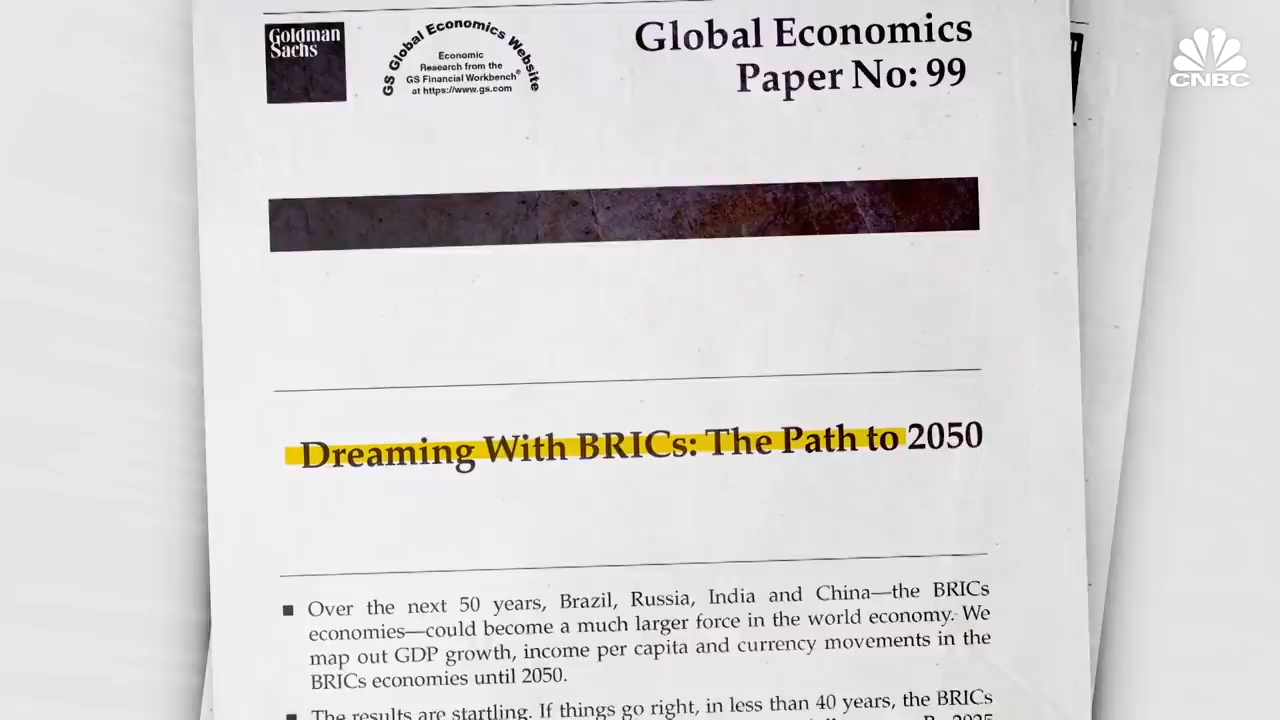 Goldman
Sachs
GS Global Economics Website
Economic
Research from the
GS Financial Workbench®
at https://www.gs.com
Global Economics
Paper No: 99
CNBC
Dreaming With BRICs: The Path to 2050
■ Over the next 50 years, Brazil, Russia, India and China—the BRICs
economies—could become a much larger force in the world economy. We
map out GDP growth, income per capita and currency movements in the
BRICs economies until 2050.
■ The results are startling. If things go right, in less than 40 years, the BRICs